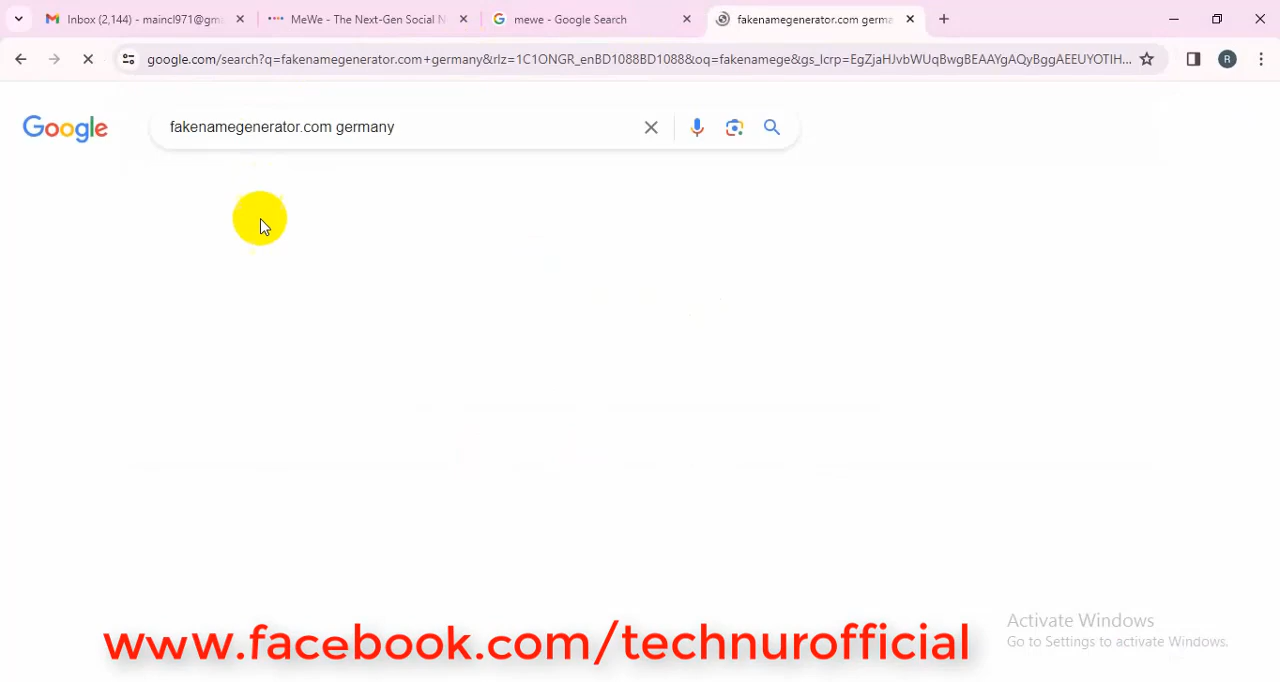 Inbox (2,144) - maincl971@gma
MeWe - The Next-Gen Social N
mewe - Google Search
fakenamegenerator.com germa
google.com/search?q=fakenamegenerator.com+germany&rlz=1C1ONGR_enBD1088BD1088&oq=fakenamege&gs_lcrp=EgZjaHJvbWUqBwgBEAAYgAQyBggAEEUYOTIH...
R
Google
fakenamegenerator.com germany
Activate Windows
Go to Settings to activate Windows.
www.facebook.com/technurofficial